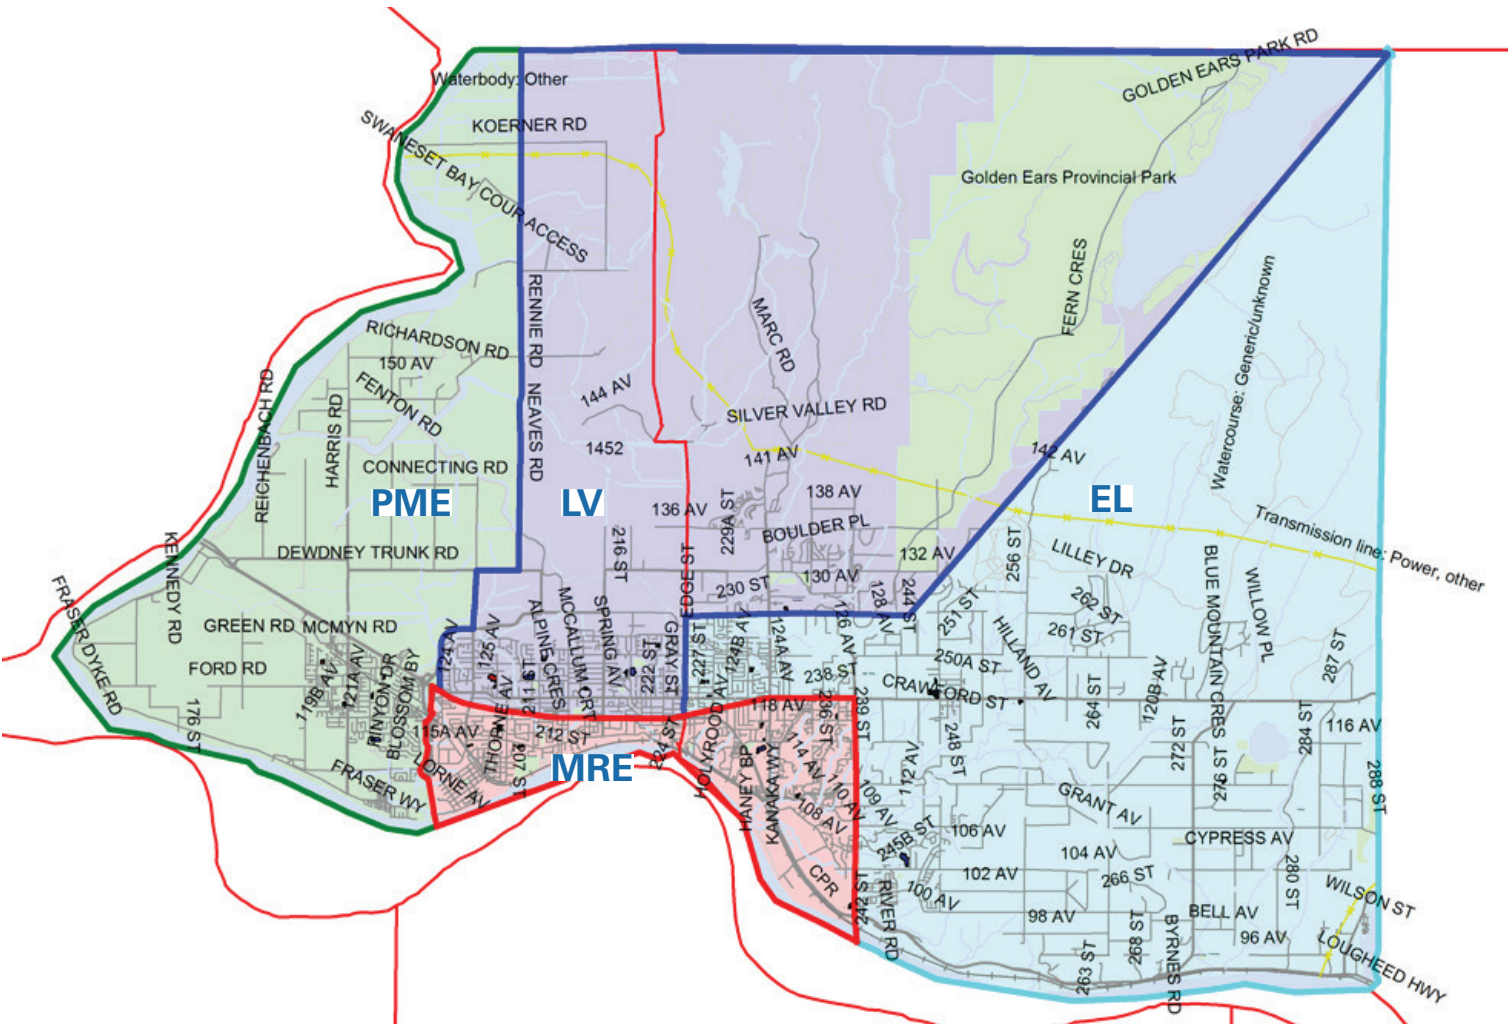 GOLDEN EARS PARK RD
Waterbody: Other
KOERNER RD
SWANESET BAY COUR ACCESS
Golden Ears Provincial Park
FERN CRES
Watercourse: Generic/unknown
RENNIE RD
MARC RD
RICHARDSON RD
150 AV
FENTON RD
144 AV
SILVER VALLEY RD
REICHENBACH RD
HARRIS RD
NEAVES RD
1452
141 AV
142 AV
CONNECTING RD
PME
LV
EL
136 AV
229A ST
138 AV
BOULDER PL
Transmission line: Power, other
KENNEDY RD
DEWDNEY TRUNK RD
216 ST
EDGE ST
132 AV
256 ST
LILLEY DR
BLUE MOUNTAIN CRES
WILLOW PL
230 ST
130 AV
128 AV
244 ST
FRASER DYKE RD
GREEN RD
MCMYN RD
124 AV
125 AV
ALPINE CRES
MCCALLUM CRT
SPRING AV
222 ST
GRAY ST
227 ST
124B AV
124A AV
126 AV
251 ST
262 ST
261 ST
HILLAND AV
250A ST
287 ST
FORD RD
119B AV
121A AV
HINYON DR
BLOSSOM BY
238 ST
CRAWFORD ST
264 ST
120B AV
176 ST
115A AV
THORNE AV
212 ST
224 ST
HOLYROOD AV
118 AV
239 ST
248 ST
272 ST
276 ST
284 ST
116 AV
MRE
207 ST
LORNE AV
FRASER WY
HANEY BP
KANAKA WY
114 AV
110 AV
108 AV
109 AV
112 AV
GRANT AV
288 ST
245B ST
106 AV
104 AV
CYPRESS AV
CPR
242 ST
RIVER RD
100 AV
102 AV
266 ST
280 ST
WILSON ST
98 AV
268 ST
BYRNES RD
BELL AV
96 AV
263 ST
LOUGHEED HWY